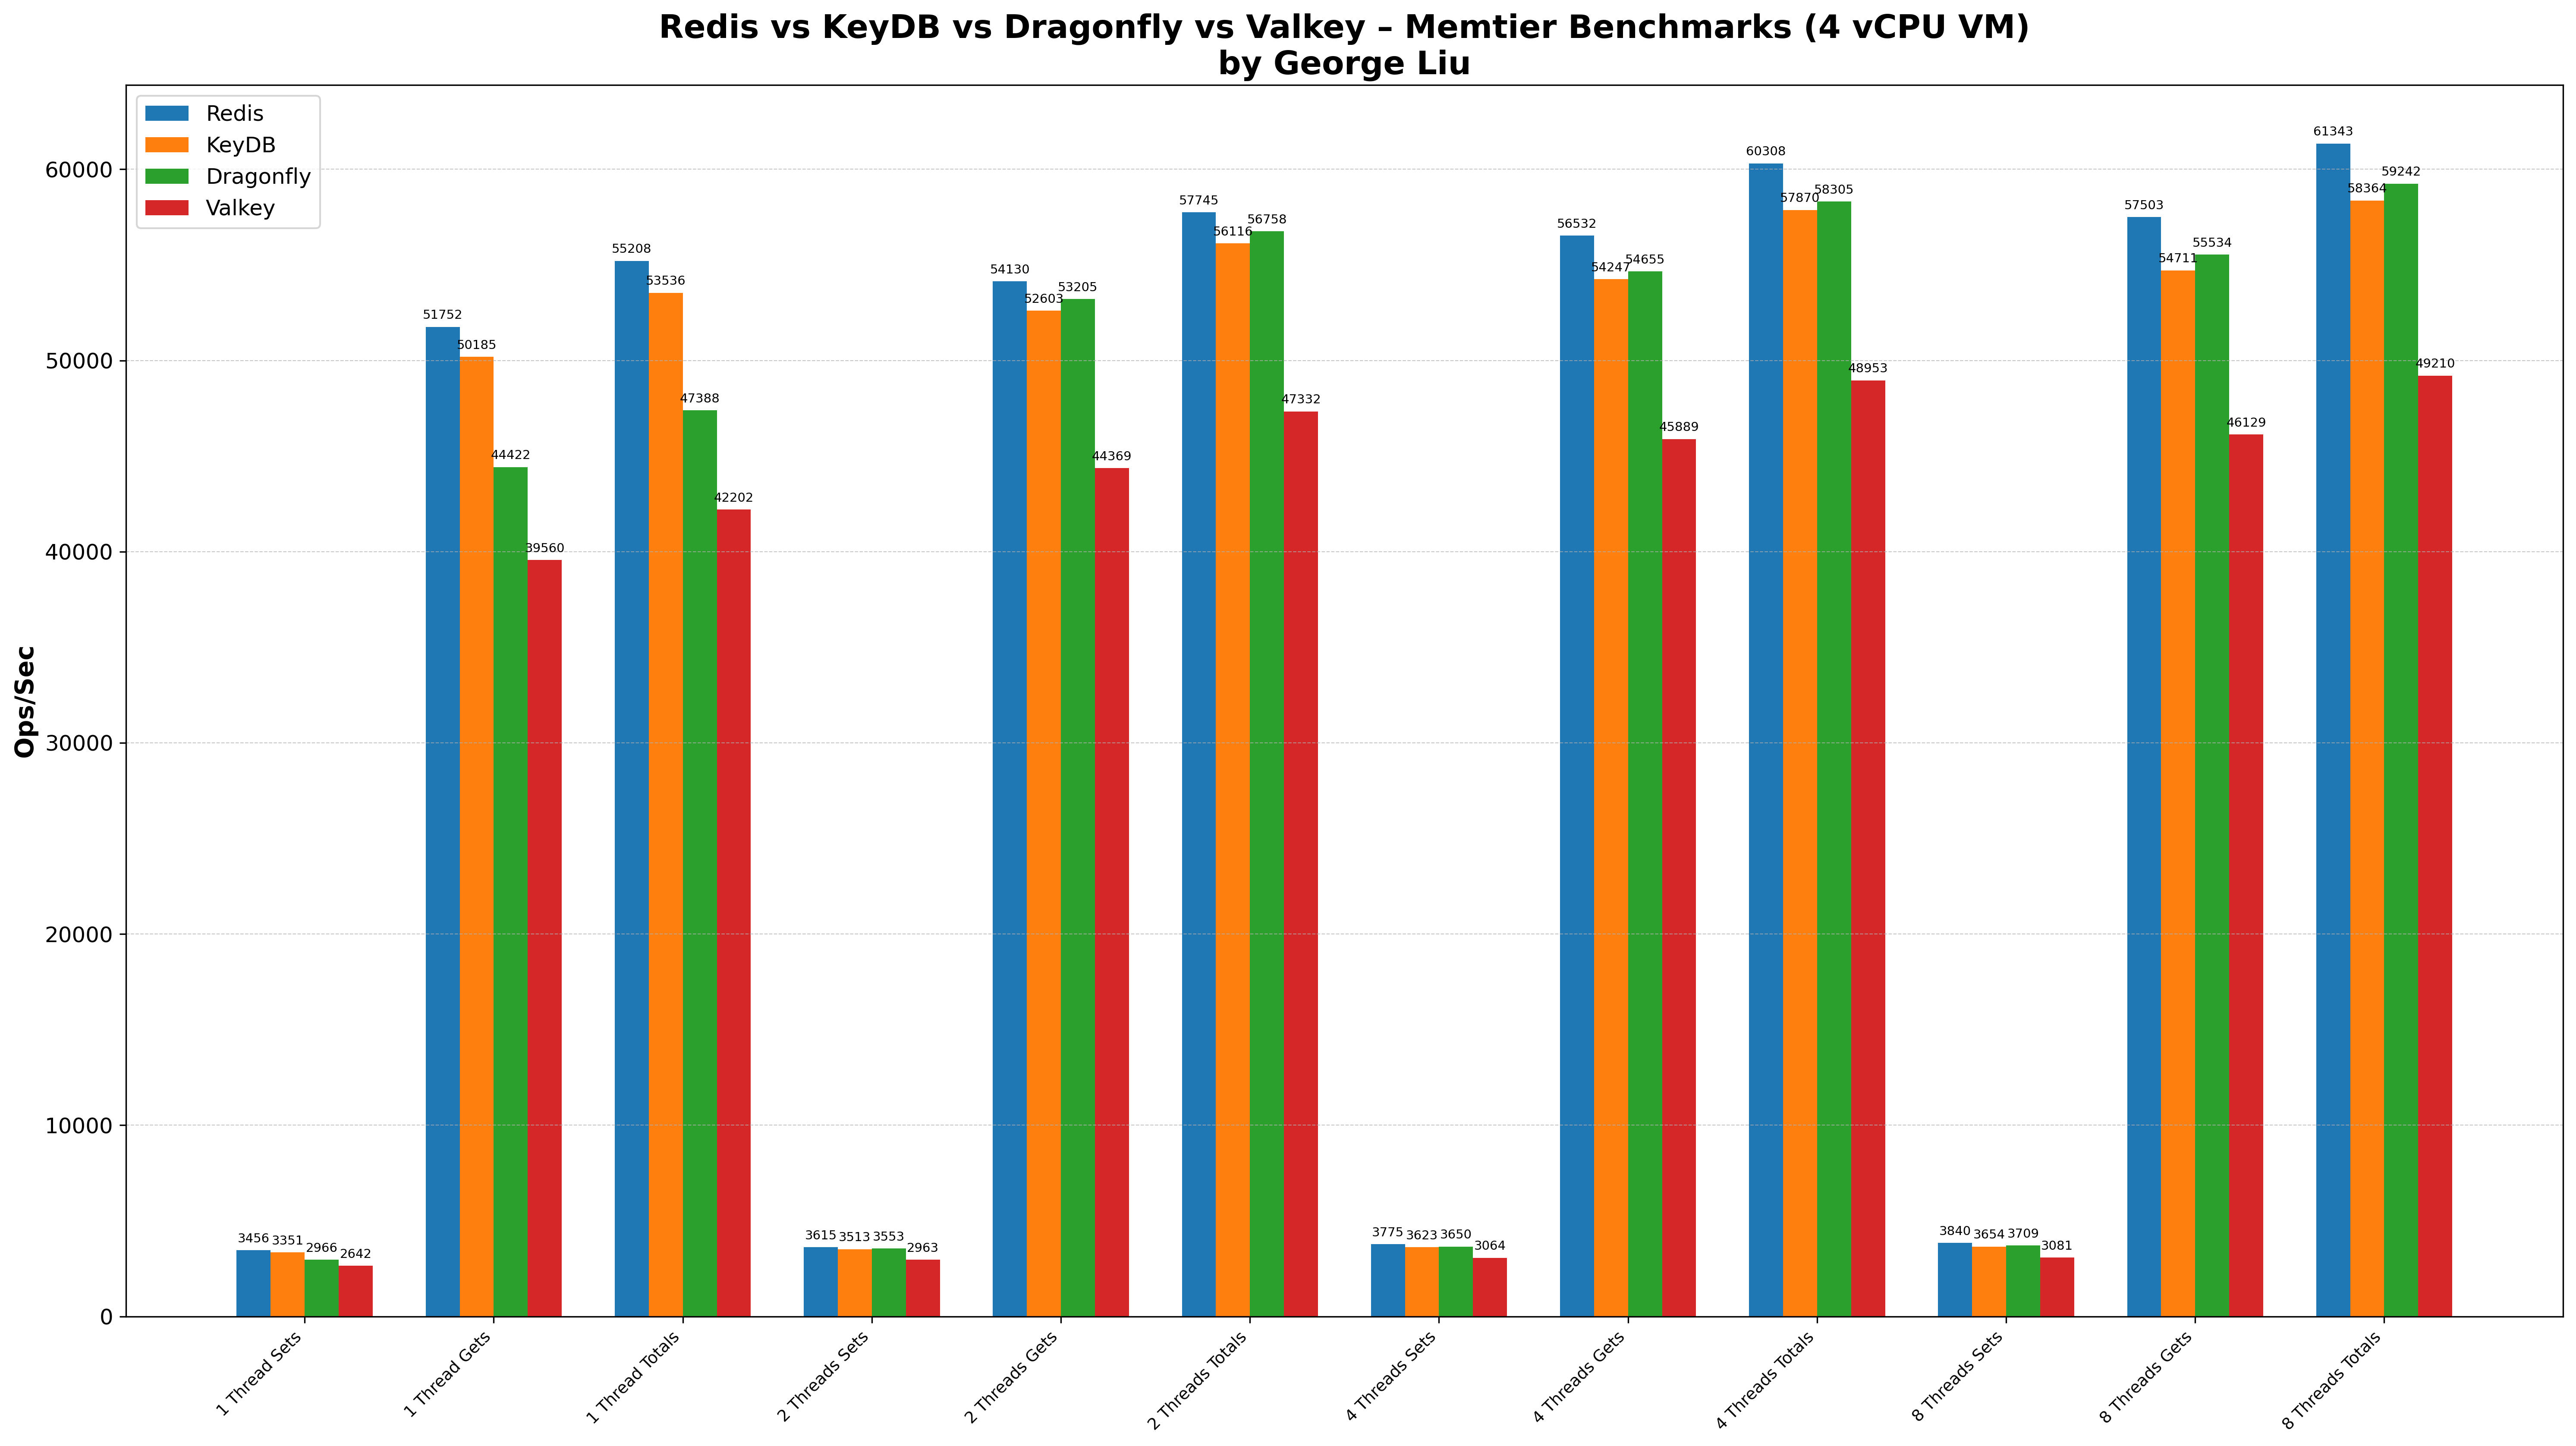 Redis vs KeyDB vs Dragonfly vs Valkey – Memtier Benchmarks (4 vCPU VM)
by George Liu
Redis
KeyDB
Dragonfly
Valkey
Ops/Sec
60000
50000
40000
30000
20000
10000
0
3456 3351 2966 2642
51752 50185 44422 39560
55208 53536 47388 42202
3615 3513 3553 2963
54130 52603 53205 44369
57745 56116 56758 47332
3775 3623 3650 3064
56532 54247 54655 45889
60308 57870 58305 48953
3840 3654 3709 3081
57503 54711 55534 46129
61343 58364 59242 49210
1 Thread Sets
1 Thread Gets
1 Thread Totals
2 Threads Sets
2 Threads Gets
2 Threads Totals
4 Threads Sets
4 Threads Gets
4 Threads Totals
8 Threads Sets
8 Threads Gets
8 Threads Totals